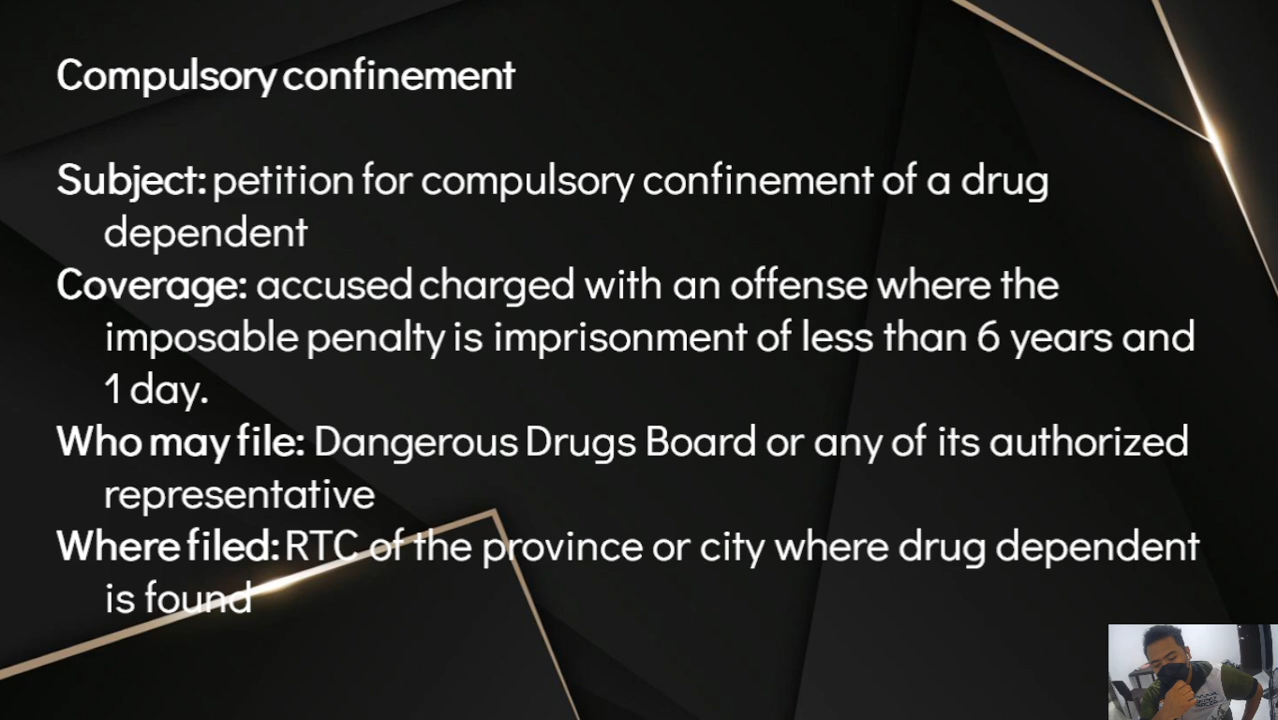 Compulsory confinement
Subject: petition for compulsory confinement of a drug
dependent
Coverage: accused charged with an offense where the
imposable penalty is imprisonment of less than 6 years and
1 day.
Who may file: Dangerous Drugs Board or any of its authorized
representative
Where filed: RTC of the province or city where drug dependent
is found